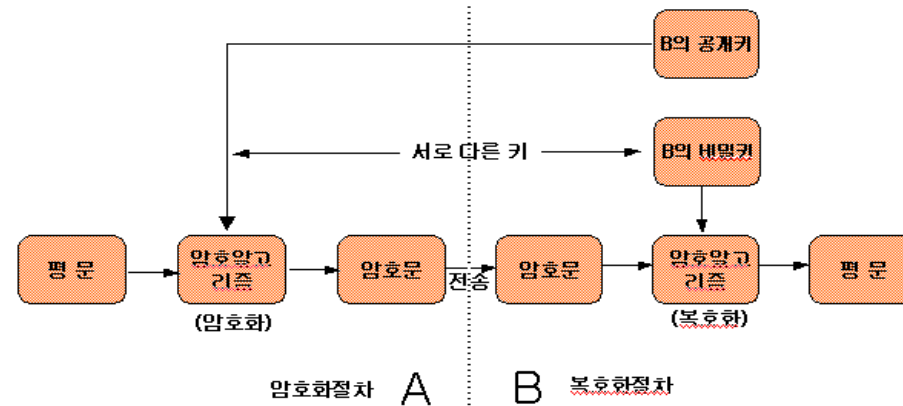 B의 공개키
서로 다른 키
B의 비밀키
평 문
암호알고
리즘
암호문
전송
암호문
암호알고
리즘
평 문
(암호화)
(복호화)
암호화절차 A
B 복호화절차